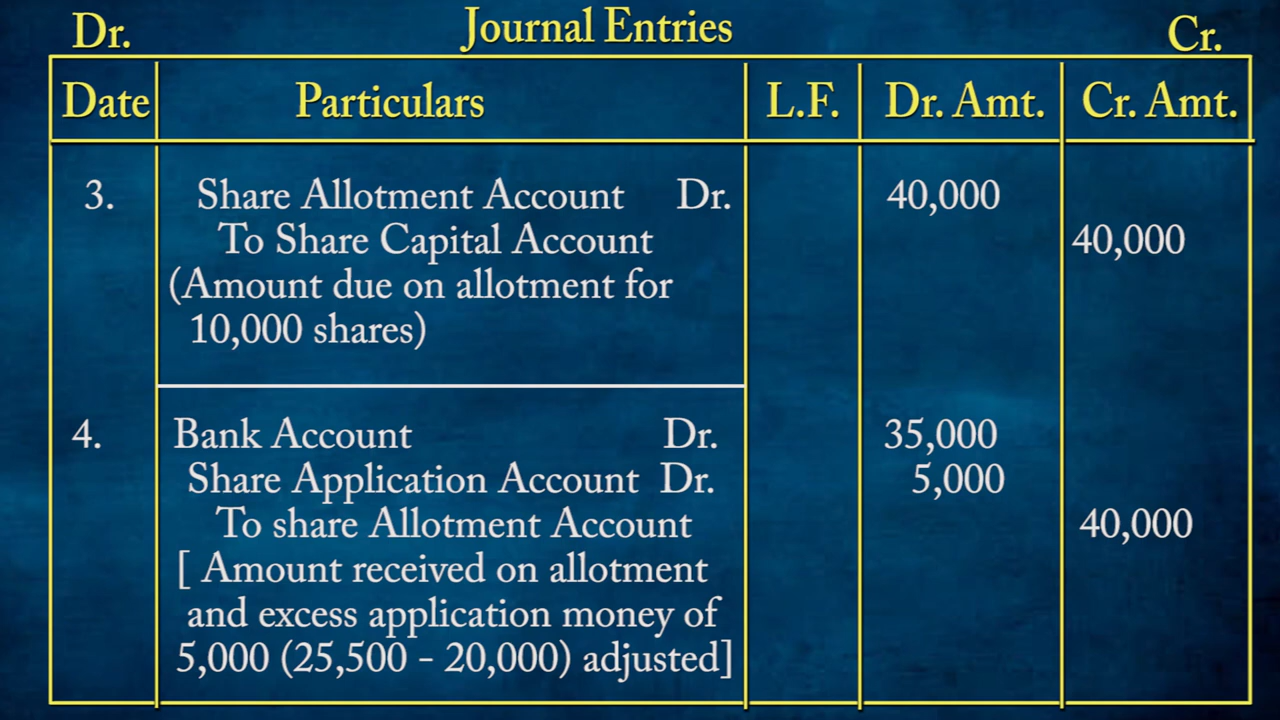 Dr. Journal Entries Cr.
Date Particulars L.F. Dr. Amt. Cr. Amt.
3. Share Allotment Account Dr. 40,000
To Share Capital Account 40,000
(Amount due on allotment for
10,000 shares)
4. Bank Account Dr. 35,000
Share Application Account Dr. 5,000
To share Allotment Account 40,000
[ Amount received on allotment
and excess application money of
5,000 (25,500 - 20,000) adjusted]